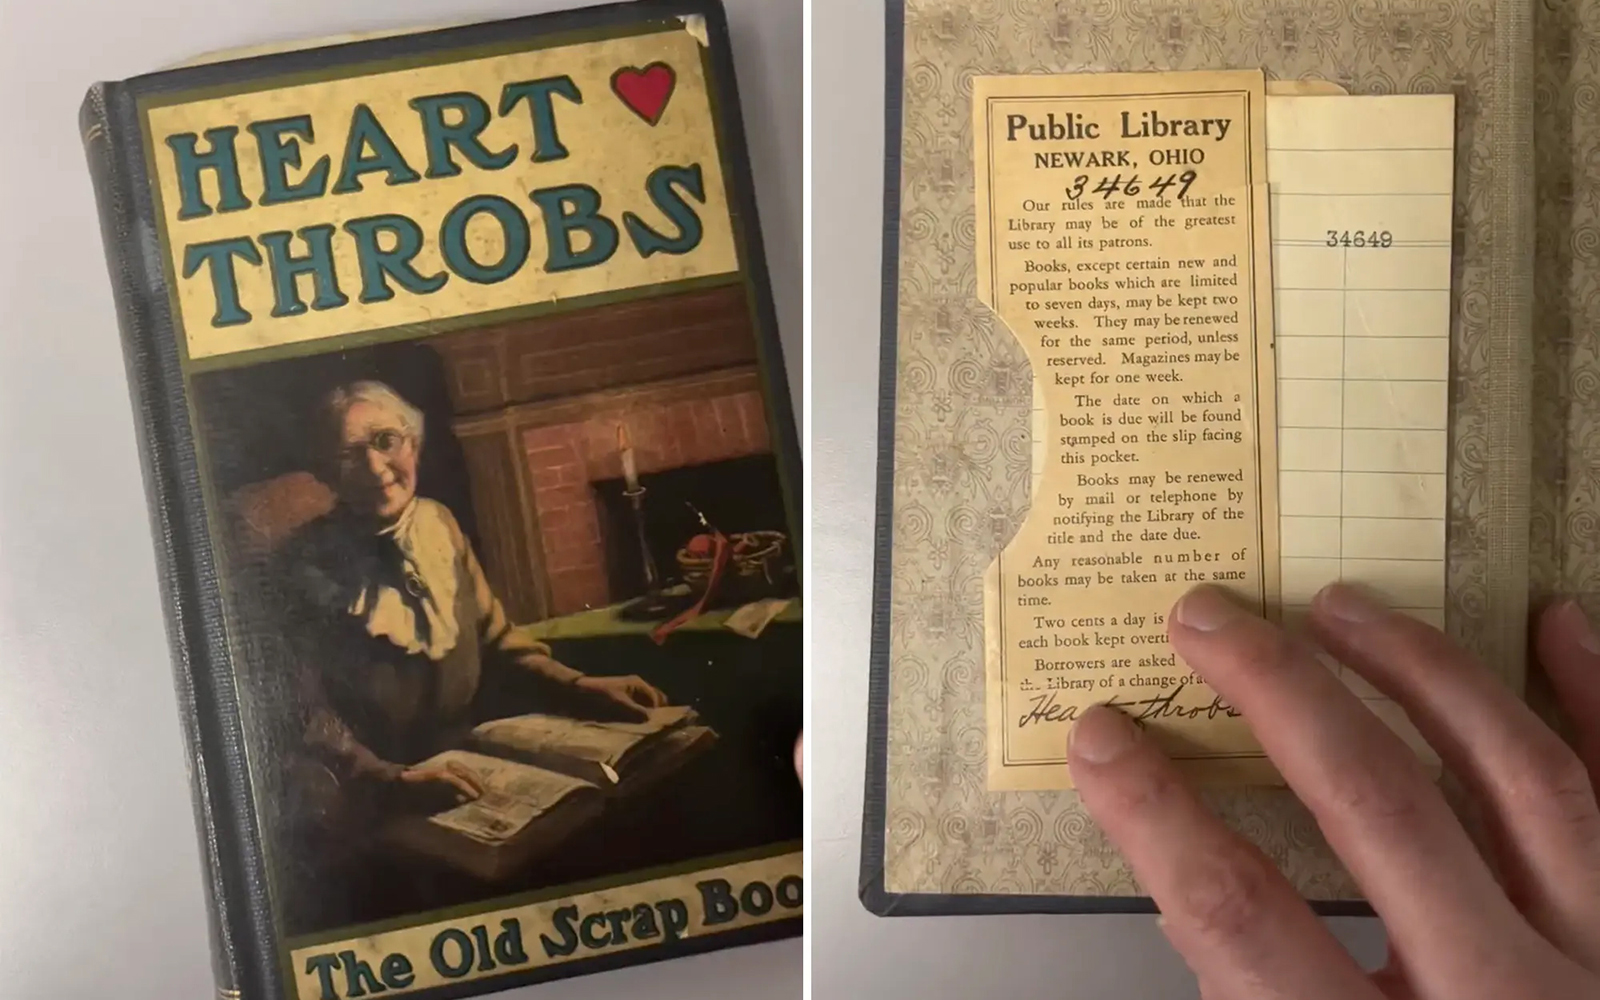 HEART
THROBS
The Old Scrap Boo
Public Library
NEWARK, OHIO
34649
Our rules are made that the
Library may be of the greatest
use to all its patrons.
Books, except certain new and
popular books which are limited
to seven days, may be kept two
weeks. They may be renewed
for the same period, unless
reserved. Magazines may be
kept for one week.
The date on which a
book is due will be found
stamped on the slip facing
this pocket.
Books may be renewed
by mail or telephone by
notifying the Library of the
title and the date due.
Any reasonable number of
books may be taken at the same
time.
Two cents a day is
each book kept overti
Borrowers are asked
the Library of a change of a
Heart throbs
34649